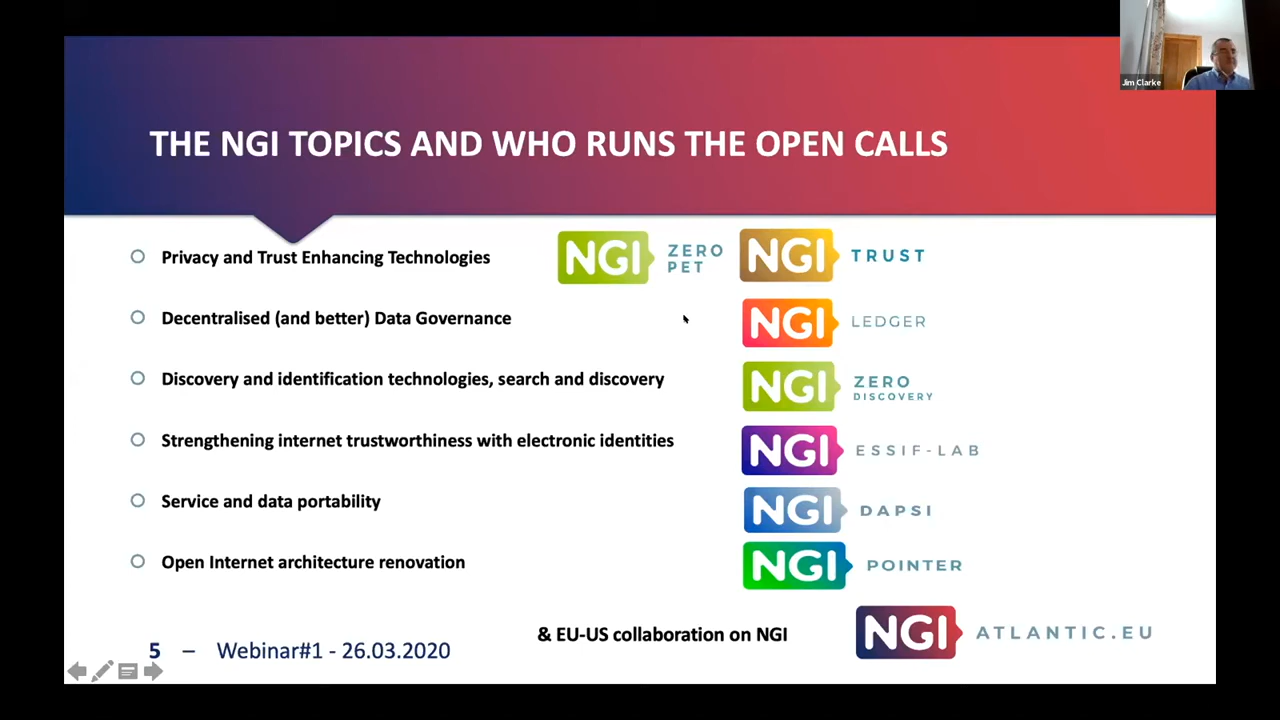 Jim Clarke
THE NGI TOPICS AND WHO RUNS THE OPEN CALLS
Privacy and Trust Enhancing Technologies
NGI ZERO PET
NGI TRUST
Decentralised (and better) Data Governance
NGI LEDGER
Discovery and identification technologies, search and discovery
NGI ZERO DISCOVERY
Strengthening internet trustworthiness with electronic identities
NGI ESSIF-LAB
Service and data portability
NGI DAPSI
Open Internet architecture renovation
NGI POINTER
& EU-US collaboration on NGI
NGI ATLANTIC.EU
5 – Webinar#1 - 26.03.2020